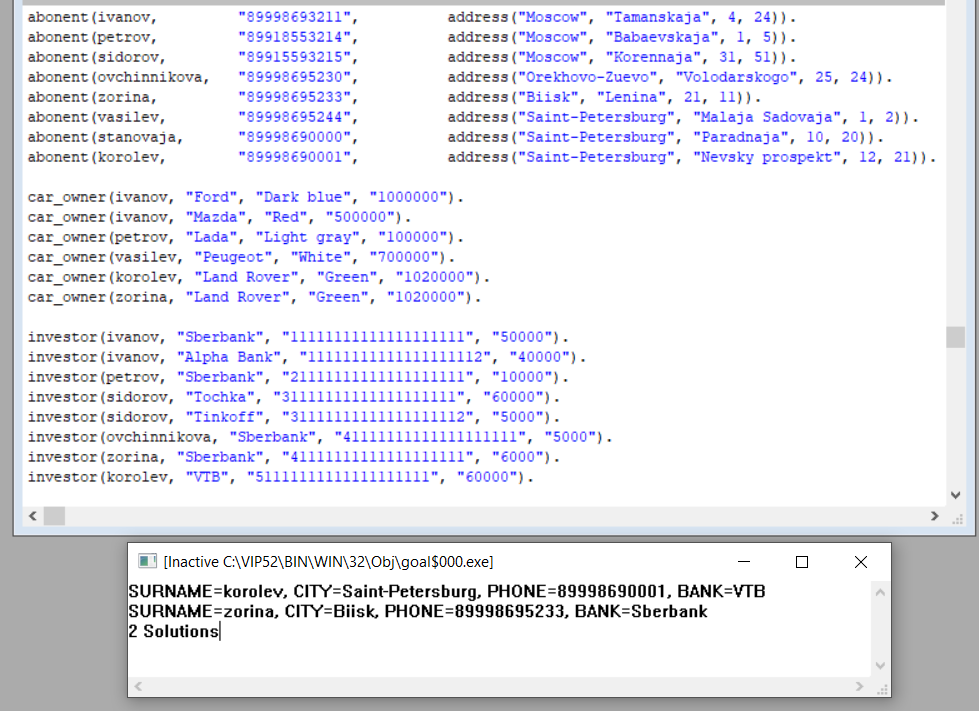 abonent(ivanov,         "89998693211",          address("Moscow", "Tamanskaja", 4, 24)).
abonent(petrov,         "89918553214",          address("Moscow", "Babaevskaja", 1, 5)).
abonent(sidorov,        "89915593215",          address("Moscow", "Korennaja", 31, 51)).
abonent(ovchinnikova,   "89998695230",          address("Orekhovo-Zuevo", "Volodarskogo", 25, 24)).
abonent(zorina,         "89998695233",          address("Biisk", "Lenina", 21, 11)).
abonent(vasilev,        "89998695244",          address("Saint-Petersburg", "Malaja Sadovaja", 1, 2)).
abonent(stanovaja,      "89998690000",          address("Saint-Petersburg", "Paradnaja", 10, 20)).
abonent(korolev,        "89998690001",          address("Saint-Petersburg", "Nevsky prospekt", 12, 21)).
car_owner(ivanov, "Ford", "Dark blue", "1000000").
car_owner(ivanov, "Mazda", "Red", "500000").
car_owner(petrov, "Lada", "Light gray", "100000").
car_owner(vasilev, "Peugeot", "White", "700000").
car_owner(korolev, "Land Rover", "Green", "1020000").
car_owner(zorina, "Land Rover", "Green", "1020000").
investor(ivanov, "Sberbank", "11111111111111111111", "50000").
investor(ivanov, "Alpha Bank", "11111111111111111112", "40000").
investor(petrov, "Sberbank", "21111111111111111111", "10000").
investor(sidorov, "Tochka", "31111111111111111111", "60000").
investor(sidorov, "Tinkoff", "31111111111111111112", "5000").
investor(ovchinnikova, "Sberbank", "41111111111111111111", "5000").
investor(zorina, "Sberbank", "41111111111111111111", "6000").
investor(korolev, "VTB", "51111111111111111111", "60000").
[Inactive C:\VIP52\BIN\WIN\32\Obj\goal$000.exe]
SURNAME=korolev, CITY=Saint-Petersburg, PHONE=89998690001, BANK=VTB
SURNAME=zorina, CITY=Biisk, PHONE=89998695233, BANK=Sberbank
2 Solutions